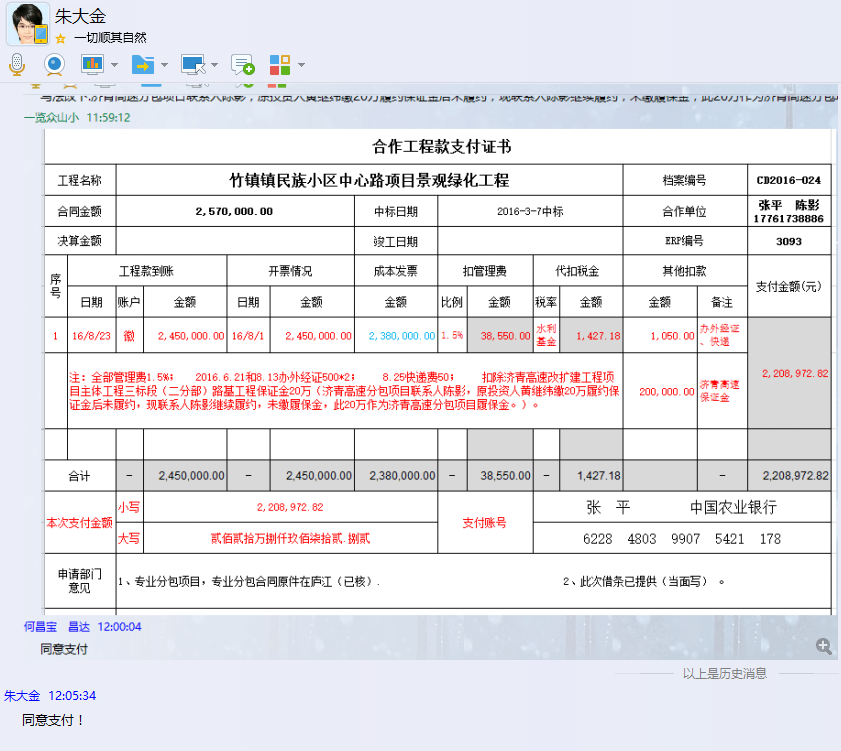 朱大金
一切顺其自然
一览众山小 11:59:12
合作工程款支付证书
工程名称 竹镇镇民族小区中心路项目景观绿化工程 档案编号 CD2016-024
合同金额 2,570,000.00 中标日期 2016-3-7中标 合作单位 张平 陈影
17761738886
决算金额 竣工日期 ERP编号 3093
序号 工程款到账 开票情况 成本发票 扣管理费 代扣税金 其他扣款 支付金额(元)
日期 账户 金额 日期 金额 金额 比例 金额 税率 金额 金额 备注
1 16/8/23 徽 2,450,000.00 16/8/1 2,450,000.00 2,380,000.00 1.5% 38,550.00 水利基金 1,427.18 1,050.00 办外经证、快递
2,208,972.82
注：全部管理费1.5%； 2016.6.21和8.13办外经证500*2； 8.25快递费50； 扣除济青高速改扩建工程项
目主体工程三标段（二分部）路基工程保证金20万（济青高速分包项目联系人陈影，原投资人黄继纬缴20万履约保
证金后未履约，现联系人陈影继续履约，未缴履保金，此20万作为济青高速分包项目履保金。）。
200,000.00 济青高速保证金
合计 － 2,450,000.00 － 2,450,000.00 2,380,000.00 － 38,550.00 － 1,427.18 － 2,208,972.82
本次支付金额 小写 2,208,972.82 支付账号 张 平 中国农业银行
大写 贰佰贰拾万捌仟玖佰柒拾贰.捌贰 6228 4803 9907 5421 178
申请部门
意见
1、专业分包项目，专业分包合同原件在庐江（已核）. 2、此次借条已提供（当面写） 。
何昌宝 昌达 12:00:04
同意支付
以上是历史消息
朱大金 12:05:34
同意支付！